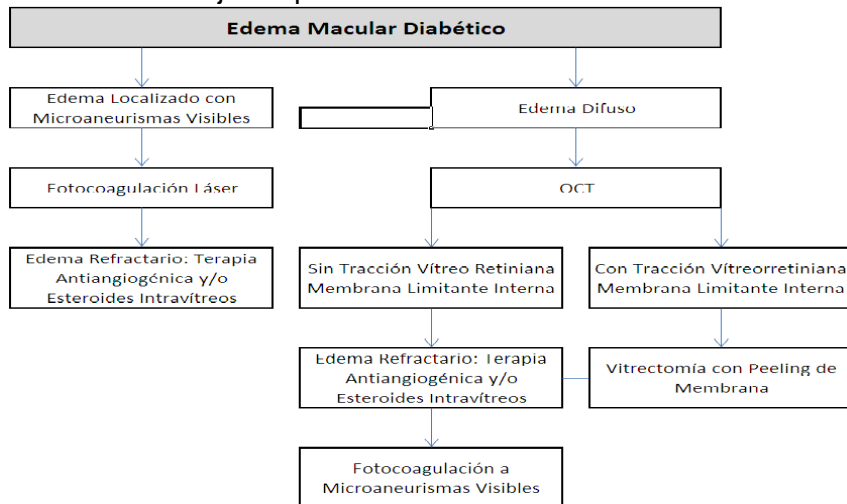 Edema Macular Diabético
Edema Localizado con
Microaneurismas Visibles
Edema Difuso
Fotocoagulación Láser
OCT
Edema Refractario: Terapia
Antiangiogénica y/o
Esteroides Intravítreos
Sin Tracción Vítreo Retiniana
Membrana Limitante Interna
Con Tracción Vítreorretiniana
Membrana Limitante Interna
Edema Refractario: Terapia
Antiangiogénica y/o
Esteroides Intravítreos
Vitrectomía con Peeling de
Membrana
Fotocoagulación a
Microaneurismas Visibles